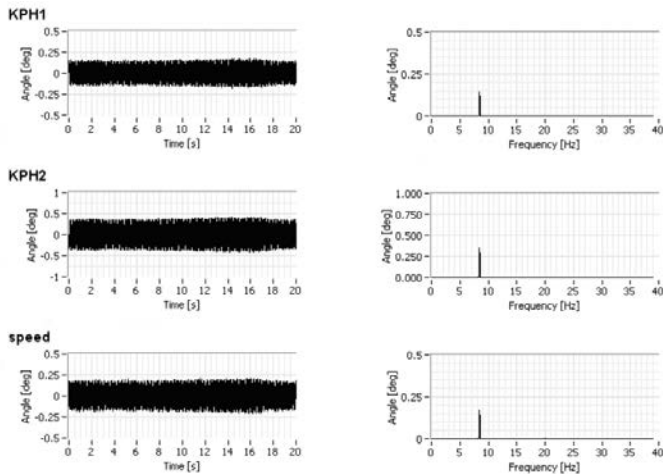 KPH1
Angle [deg]
0.5
0.25
0
-0.25
-0.5
0 2 4 6 8 10 12 14 16 18 20
Time [s]
Angle [deg]
0.5
0.25
0
0 5 10 15 20 25 30 35 40
Frequency [Hz]
KPH2
Angle [deg]
1
0.5
0
-0.5
-1
0 2 4 6 8 10 12 14 16 18 20
Time [s]
Angle [deg]
1.000
0.750
0.500
0.250
0.000
0 5 10 15 20 25 30 35 40
Frequency [Hz]
speed
Angle [deg]
0.5
0.25
0
-0.25
-0.5
0 2 4 6 8 10 12 14 16 18 20
Time [s]
Angle [deg]
0.5
0.25
0
0 5 10 15 20 25 30 35 40
Frequency [Hz]